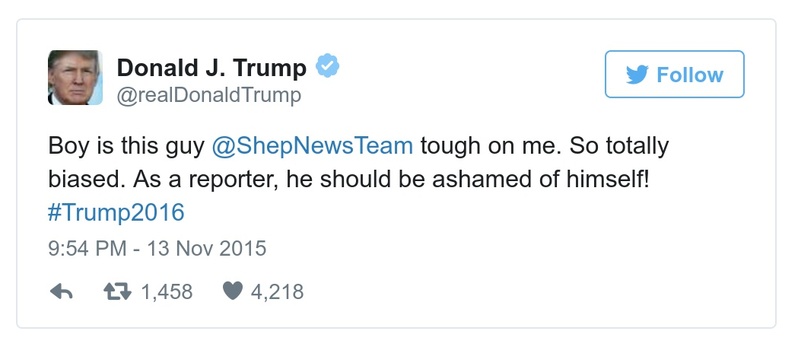 Donald J. Trump
@realDonaldTrump
Follow
Boy is this guy @ShepNewsTeam tough on me. So totally
biased. As a reporter, he should be ashamed of himself!
#Trump2016
9:54 PM - 13 Nov 2015
1,458 4,218